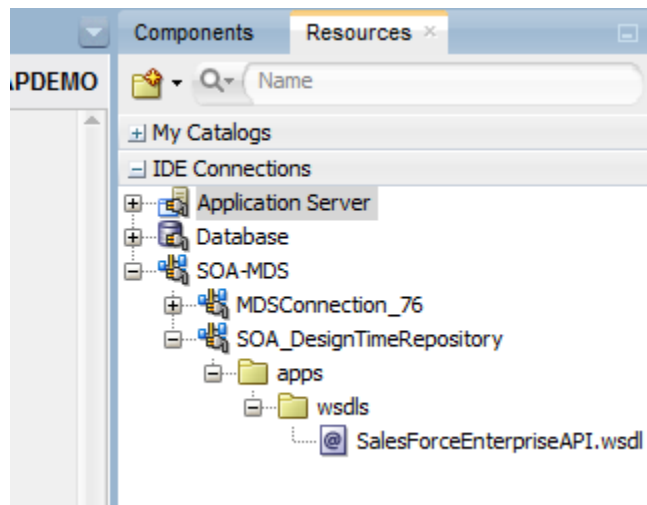 Components Resources
APDEMO Name
My Catalogs
IDE Connections
Application Server
Database
SOA-MDS
MDSConnection_76
SOA_DesignTimeRepository
apps
wsdls
@ SalesForceEnterpriseAPI.wsdl